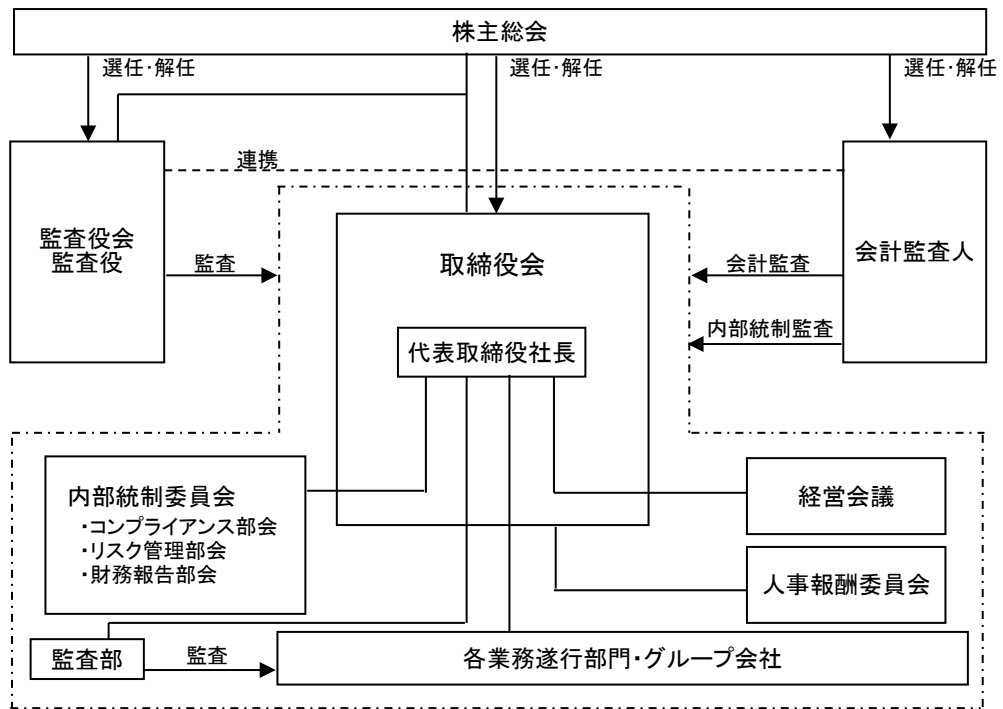 株主総会
選任・解任
選任・解任
選任・解任
連携
監査役会
監査役
監査
取締役会
会計監査
会計監査人
内部統制監査
代表取締役社長
内部統制委員会
・コンプライアンス部会
・リスク管理部会
・財務報告部会
経営会議
人事報酬委員会
監査部
監査
各業務遂行部門・グループ会社